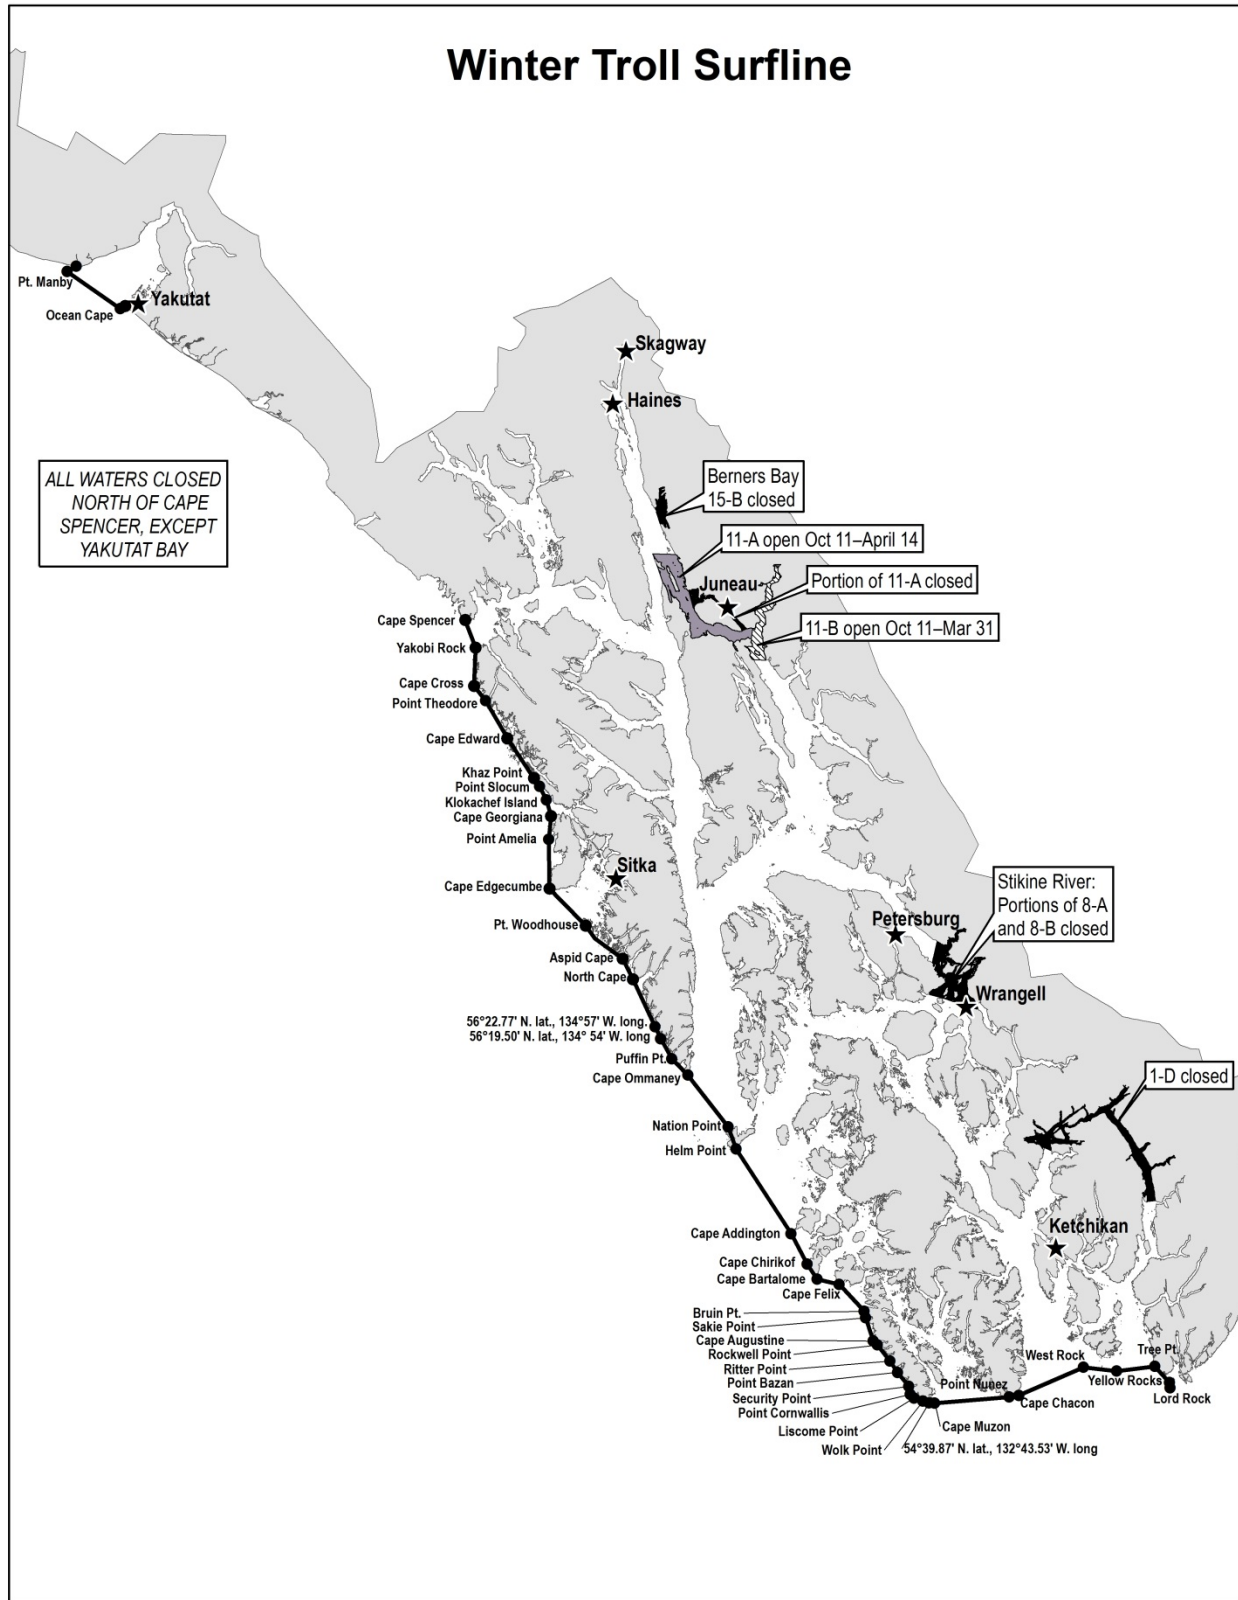 Winter Troll Surfline
Pt. Manby
Yakutat
Ocean Cape
Skagway
Haines
ALL WATERS CLOSED
NORTH OF CAPE
SPENCER, EXCEPT
YAKUTAT BAY
Berners Bay
15-B closed
11-A open Oct 11–April 14
Juneau
Portion of 11-A closed
11-B open Oct 11–Mar 31
Cape Spencer
Yakobi Rock
Cape Cross
Point Theodore
Cape Edward
Khaz Point
Point Slocum
Klokachef Island
Cape Georgiana
Point Amelia
Sitka
Cape Edgecumbe
Stikine River:
Portions of 8-A
and 8-B closed
Petersburg
Pt. Woodhouse
Aspid Cape
North Cape
Wrangell
56°22.77' N. lat., 134°57' W. long.
56°19.50' N. lat., 134° 54' W. long
Puffin Pt.
Cape Ommaney
1-D closed
Nation Point
Helm Point
Ketchikan
Cape Addington
Cape Chirikof
Cape Bartalome
Cape Felix
Bruin Pt.
Sakie Point
Cape Augustine
Rockwell Point
Ritter Point
Point Bazan
Security Point
Point Cornwallis
Liscome Point
Wolk Point
54°39.87' N. lat., 132°43.53' W. long
Cape Muzon
Point Nunez
Cape Chacon
West Rock
Yellow Rocks
Tree Pt.
Lord Rock